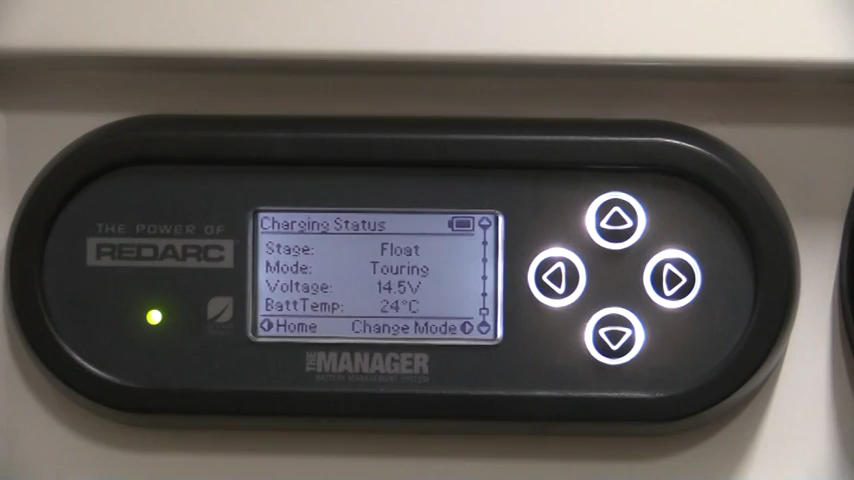 THE POWER OF
REDARC
Charging Status
Stage: Float
Mode: Touring
Voltage: 14.5V
BattTemp: 24°C
Home Change Mode
THE MANAGER
BATTERY MANAGEMENT SYSTEM